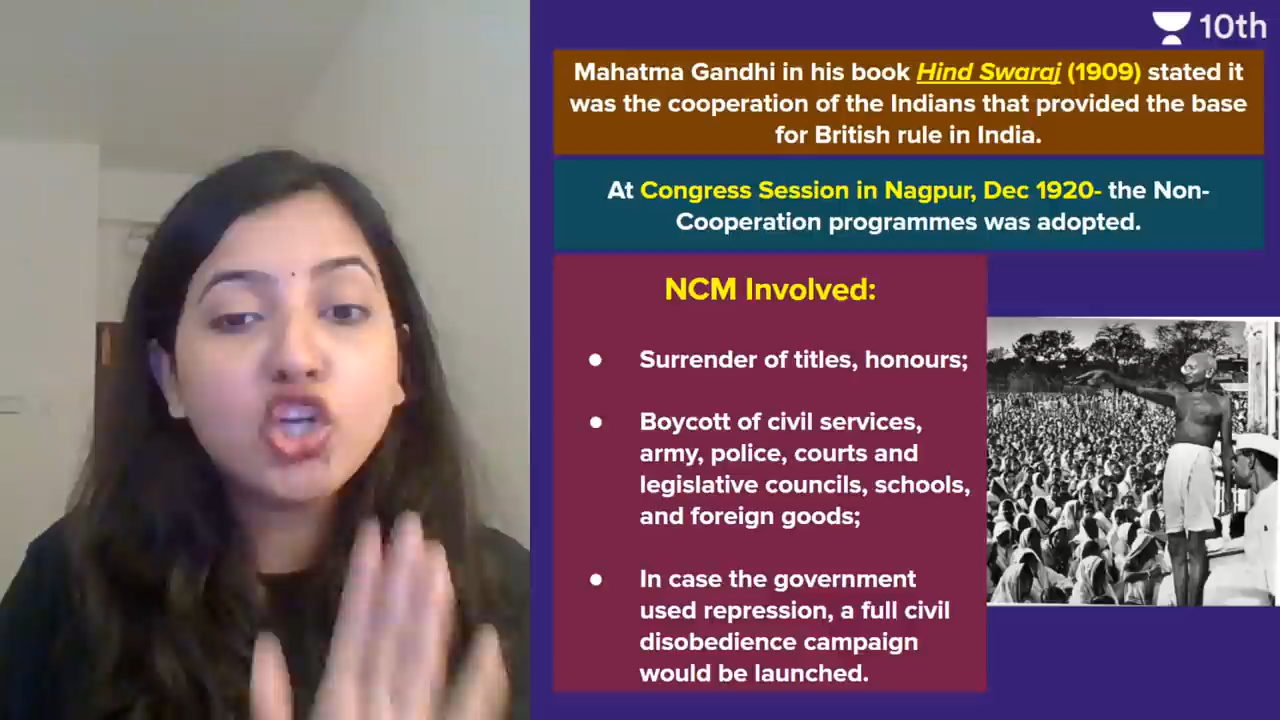 10th
Mahatma Gandhi in his book Hind Swaraj (1909) stated it
was the cooperation of the Indians that provided the base
for British rule in India.
At Congress Session in Nagpur, Dec 1920- the Non-
Cooperation programmes was adopted.
NCM Involved:
● Surrender of titles, honours;
● Boycott of civil services,
army, police, courts and
legislative councils, schools,
and foreign goods;
● In case the government
used repression, a full civil
disobedience campaign
would be launched.